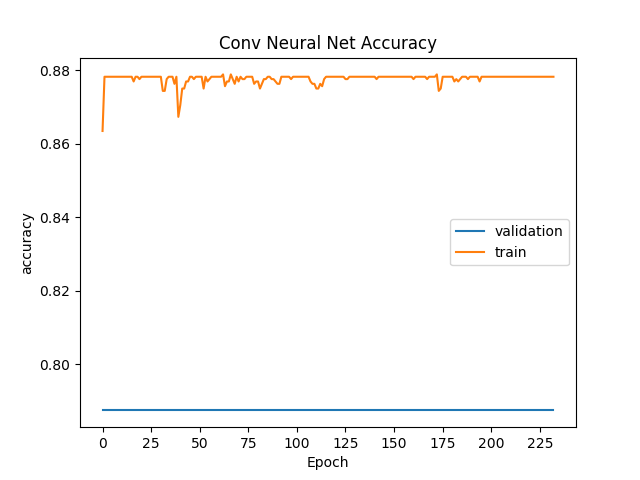 Conv Neural Net Accuracy
accuracy
0.88
0.86
0.84
0.82
0.80
validation
train
0 25 50 75 100 125 150 175 200 225
Epoch